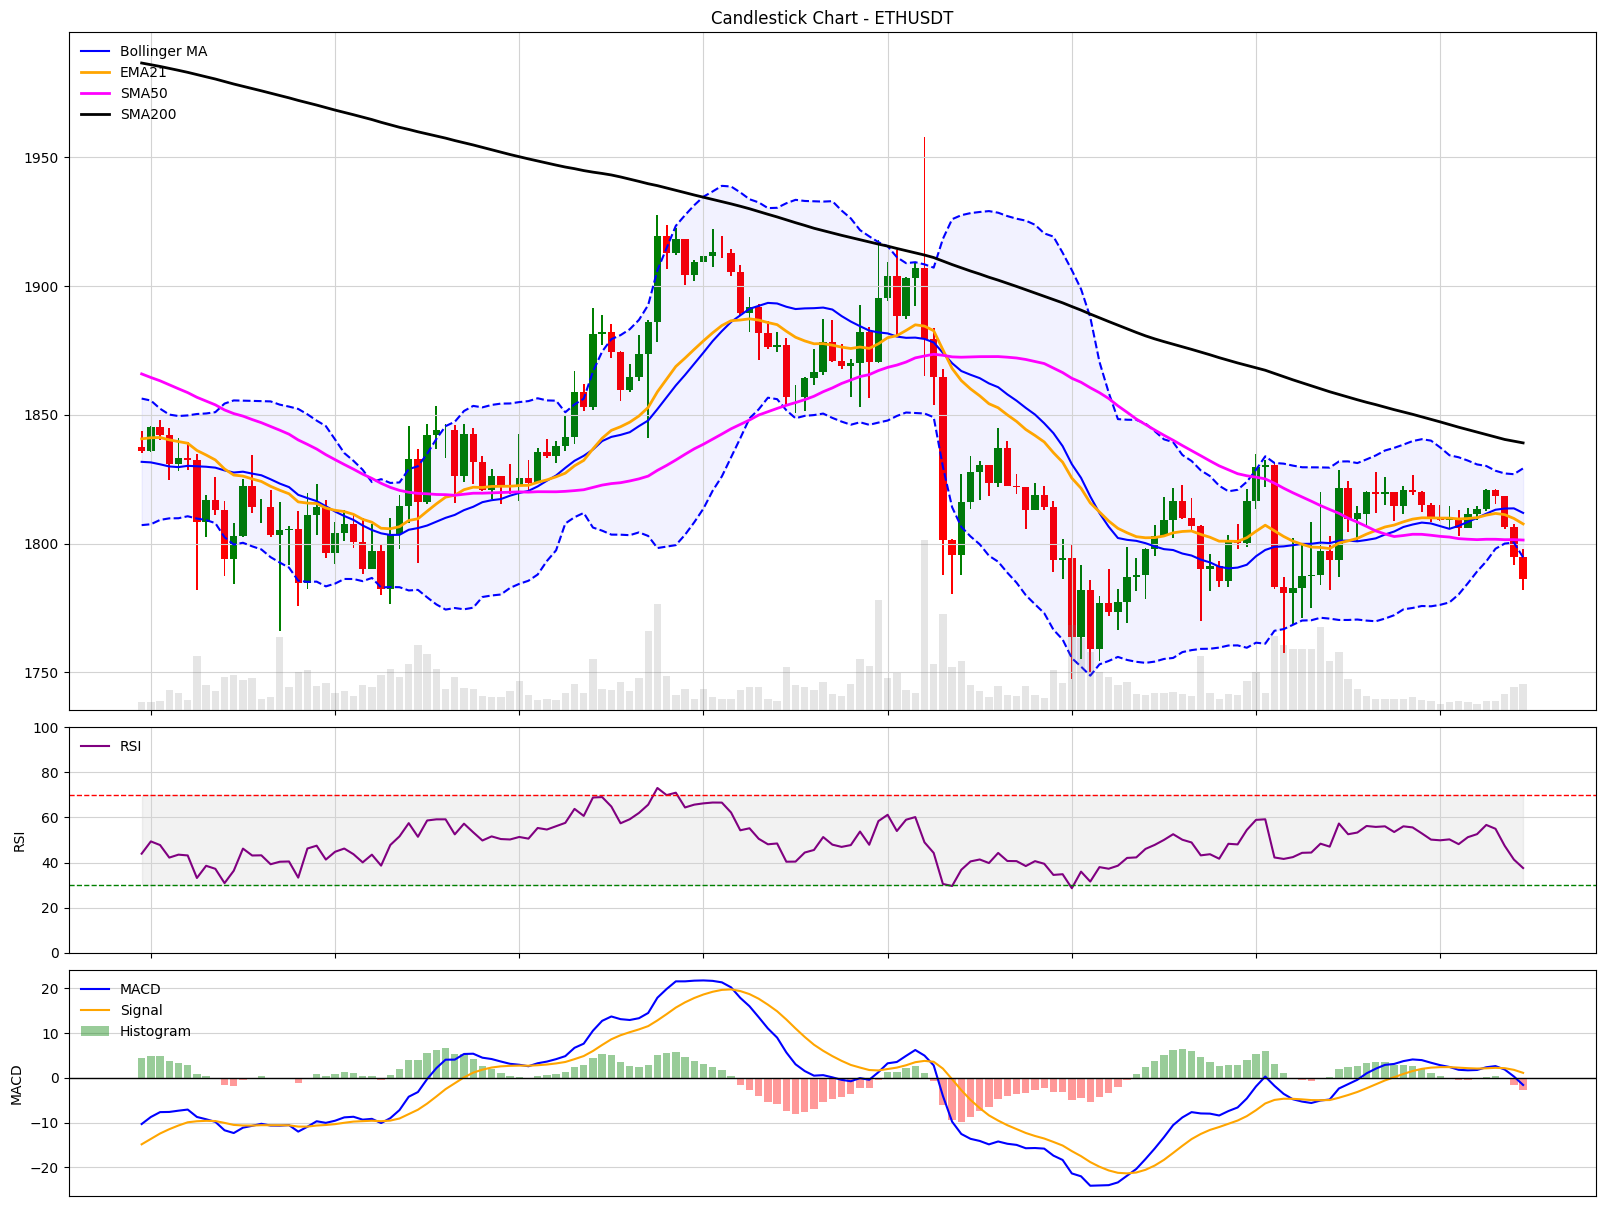 Candlestick Chart - ETHUSDT
Bollinger MA
EMA21
SMA50
SMA200
1950
1900
1850
1800
1750
RSI
100
80
60
40
20
0
RSI
MACD
Signal
Histogram
20
10
0
−10
−20
MACD